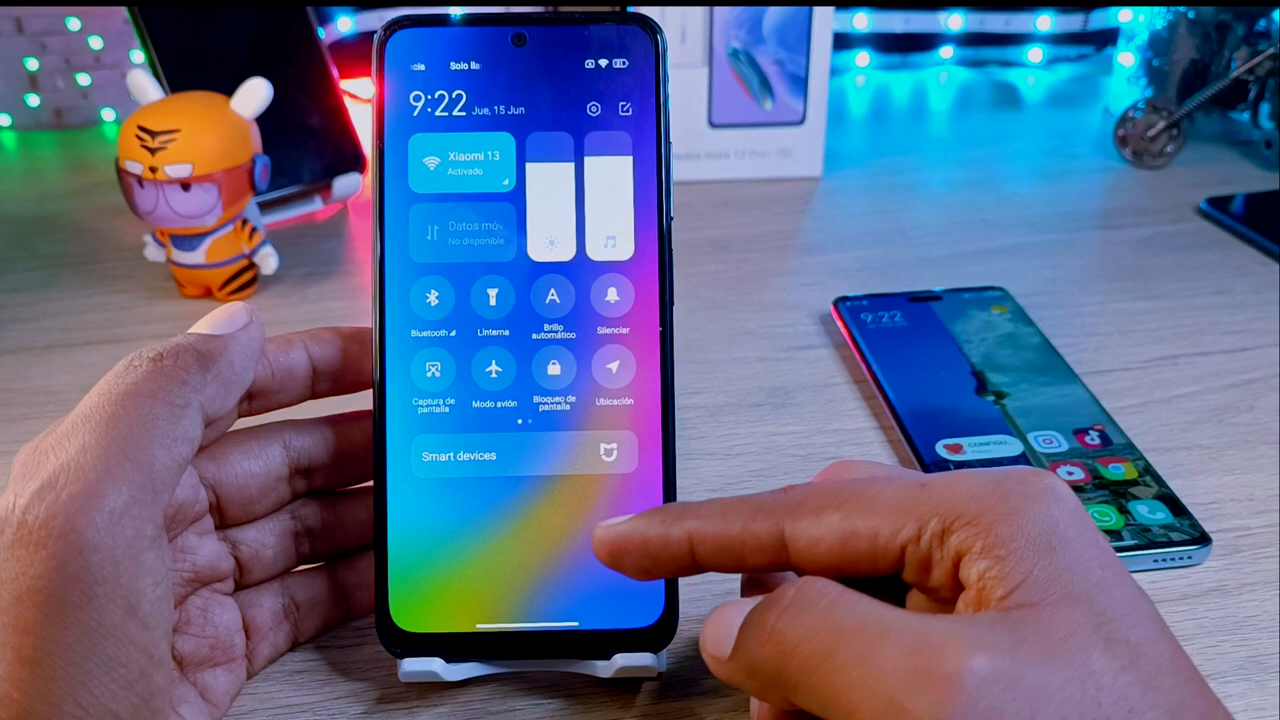 Solo lla
9:22 Jue, 15 Jun
Xiaomi 13
Activado
Datos móv
No disponible
Bluetooth
Linterna
Brillo
automático
Silenciar
Captura de
pantalla
Modo avión
Bloqueo de
pantalla
Ubicación
Smart devices
9:22